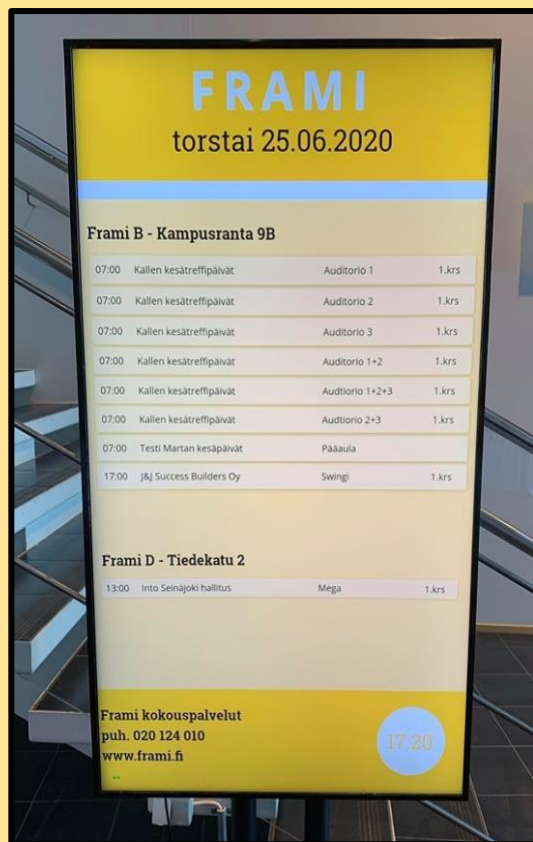 FRAMI
torstai 25.06.2020
Frami B - Kampusranta 9B
07:00 Kallen kesätreffipäivät Auditorio 1 1.krs
07:00 Kallen kesätreffipäivät Auditorio 2 1.krs
07:00 Kallen kesätreffipäivät Auditorio 3 1.krs
07:00 Kallen kesätreffipäivät Auditorio 1+2 1.krs
07:00 Kallen kesätreffipäivät Audtiorio 1+2+3 1.krs
07:00 Kallen kesätreffipäivät Audtiorio 2+3 1.krs
07:00 Testi Martan kesäpäivät Pääaula
17:00 J&J Success Builders Oy Swingi 1.krs
Frami D - Tiedekatu 2
13:00 Into Seinäjoki hallitus Mega 1.krs
Frami kokouspalvelut
puh. 020 124 010
www.frami.fi
17:20